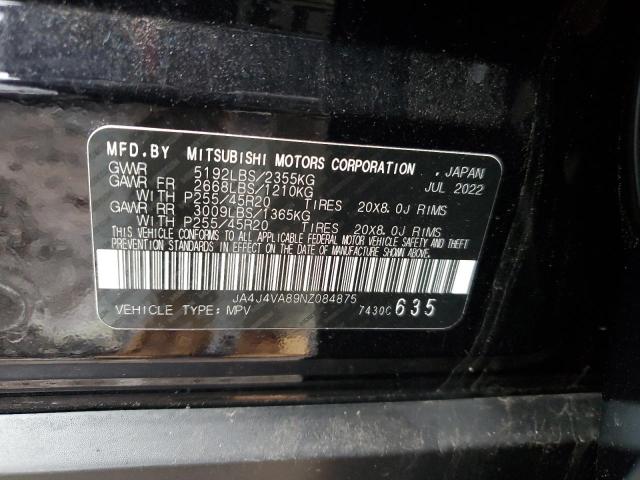 MFD.BY MITSUBISHI MOTORS CORPORATION , JAPAN
GVWR 5192LBS/2355KG JUL 2022
GAWR FR 2668LBS/1210KG
WITH P255/45R20 TIRES 20X8.0J RIMS
GAWR RR 3009LBS/1365KG
WITH P255/45R20 TIRES 20X8.0J RIMS
THIS VEHICLE CONFORMS TO ALL APPLICABLE FEDERAL MOTOR VEHICLE SAFETY AND THEFT
PREVENTION STANDARDS IN EFFECT ON THE DATE OF MANUFACTURE SHOWN ABOVE.
JA4J4VA89NZ084875
VEHICLE TYPE: MPV 7430C 635